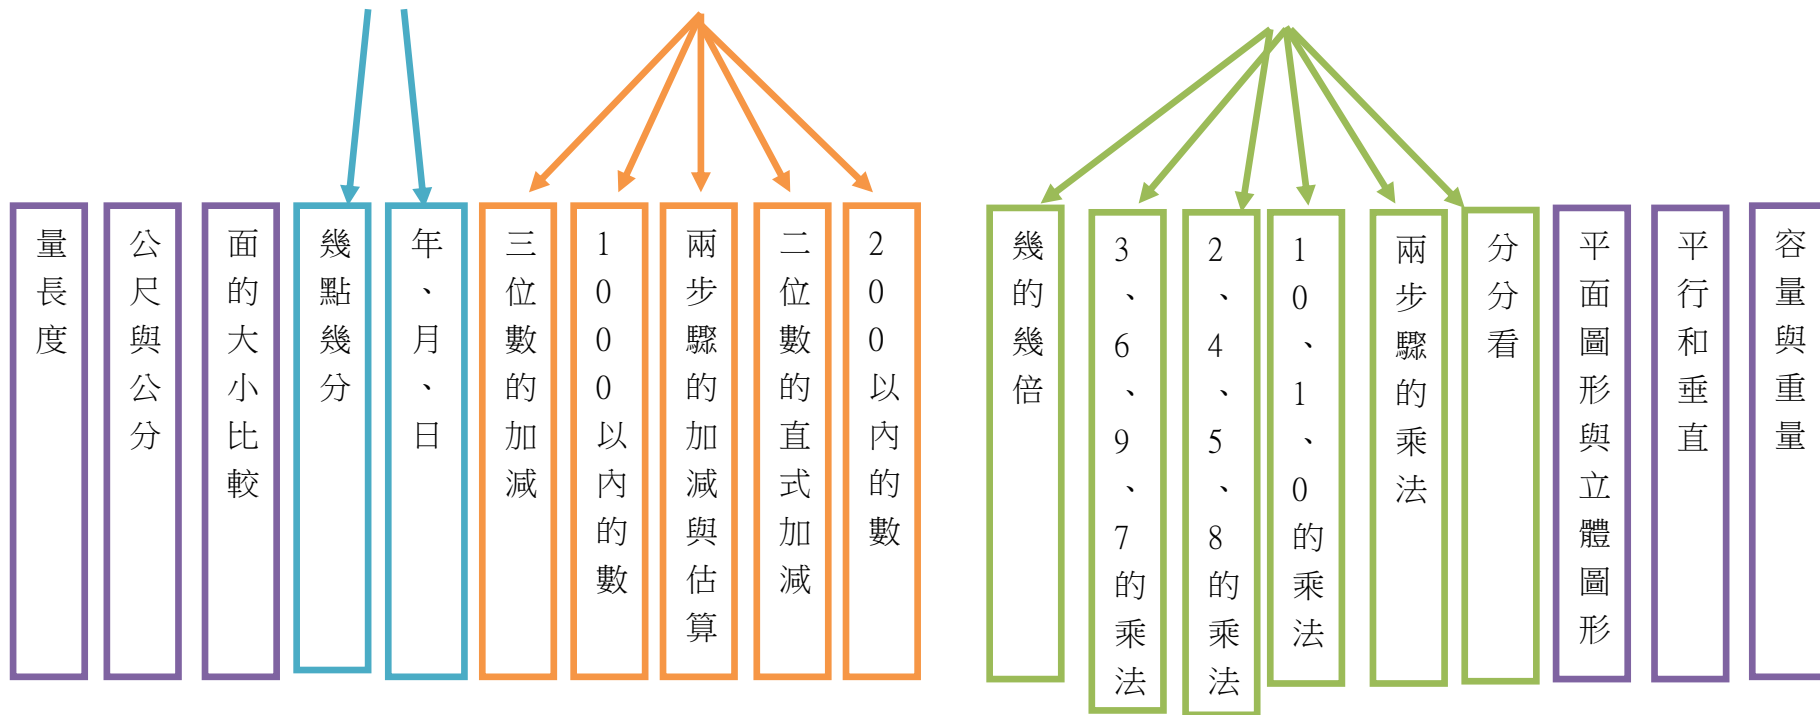 量長度
公尺與公分
面的大小比較
幾點幾分
年、月、日
三位數的加減
1000以內的數
兩步驟的加減與估算
二位數的直式加減
200以內的數
幾的幾倍
3、6、9、7的乘法
2、4、5、8的乘法
10、1、0的乘法
兩步驟的乘法
分分看
平面圖形與立體圖形
平行和垂直
容量與重量